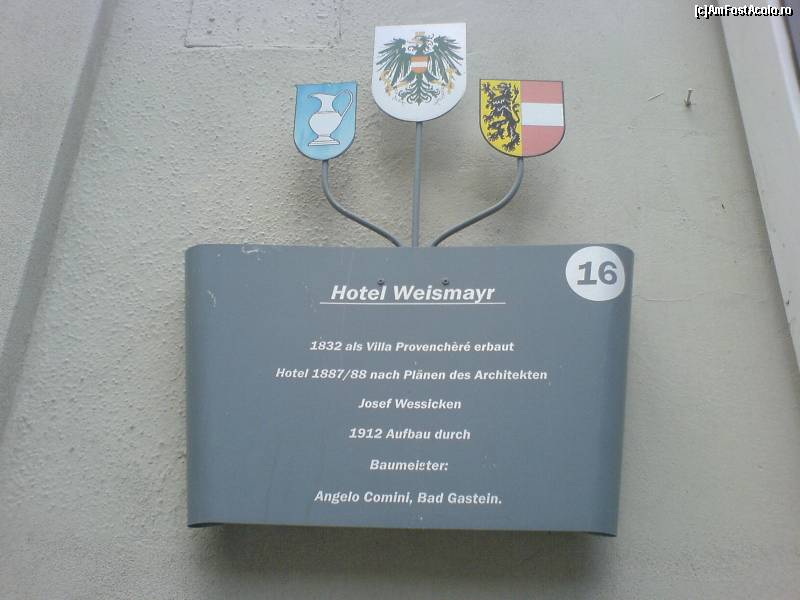 [c]AmFostAcolo.ro
16
Hotel Weismayr
1832 als Villa Provenchèré erbaut
Hotel 1887/88 nach Plänen des Architekten
Josef Wessicken
1912 Aufbau durch
Baumeister:
Angelo Comini, Bad Gastein.